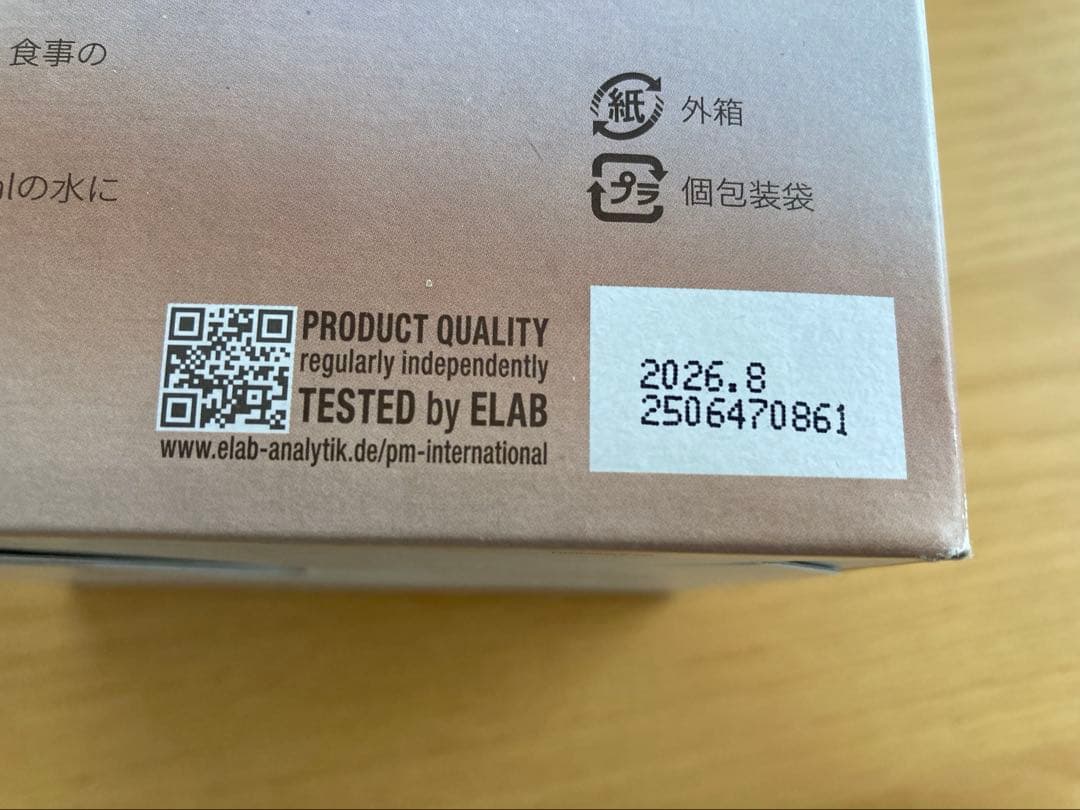 食事の
lの水に
紙 外箱
プラ 個包装袋
PRODUCT QUALITY
regularly independently
TESTED by ELAB
www.elab-analytik.de/pm-international
2026.8
2506470861